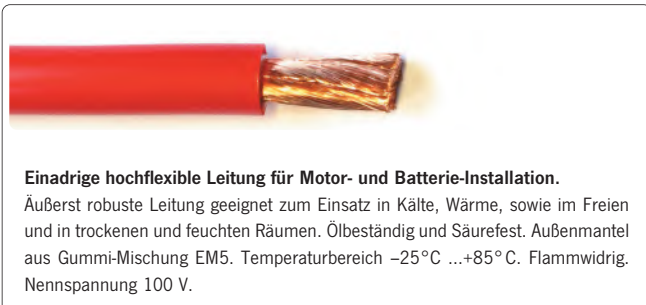 Einadrige hochflexible Leitung für Motor- und Batterie-Installation.
Äußerst robuste Leitung geeignet zum Einsatz in Kälte, Wärme, sowie im Freien
und in trockenen und feuchten Räumen. Ölbeständig und Säurefest. Außenmantel
aus Gummi-Mischung EM5. Temperaturbereich –25°C ...+85°C. Flammwidrig.
Nennspannung 100 V.